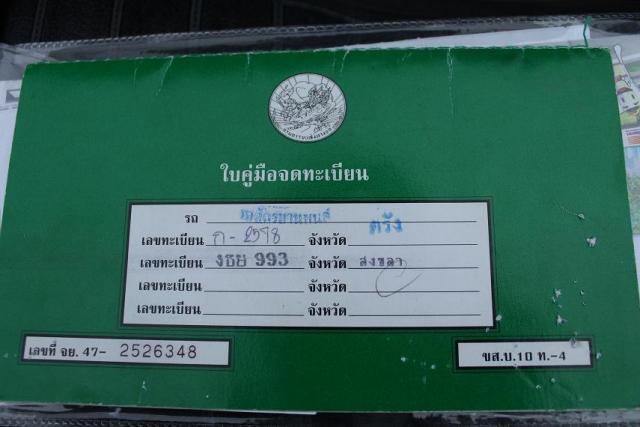 ใบคู่มือจดทะเบียน
รถ รถจักรยานยนต์
เลขทะเบียน ก - 2578 จังหวัด ตรัง
เลขทะเบียน งธษ 993 จังหวัด สงขลา
เลขทะเบียน จังหวัด
เลขทะเบียน จังหวัด
เลขที่ จย. 47- 2526348
ขส.บ.10 ท.-4